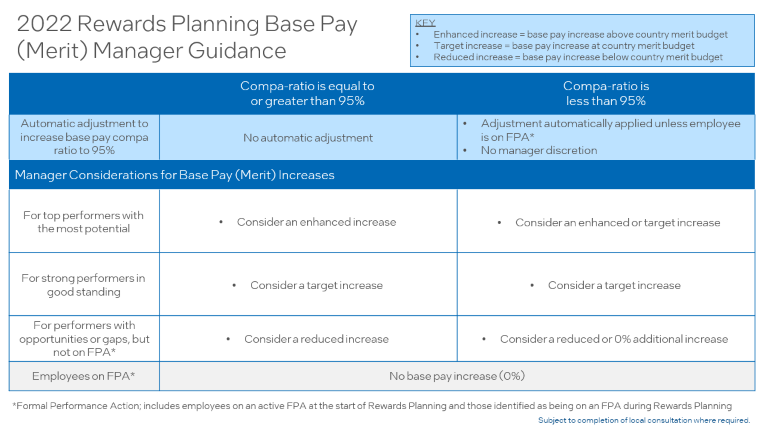 2022 Rewards Planning Base Pay
(Merit) Manager Guidance
KEY
• Enhanced increase = base pay increase above country merit budget
• Target increase = base pay increase at country merit budget
• Reduced increase = base pay increase below country merit budget
Compa-ratio is equal to
or greater than 95%
Compa-ratio is
less than 95%
Automatic adjustment to
increase base pay compa
ratio to 95%
No automatic adjustment
• Adjustment automatically applied unless employee
is on FPA*
• No manager discretion
Manager Considerations for Base Pay (Merit) Increases
For top performers with
the most potential
• Consider an enhanced increase
• Consider an enhanced or target increase
For strong performers in
good standing
• Consider a target increase
• Consider a target increase
For performers with
opportunities or gaps, but
not on FPA*
• Consider a reduced increase
• Consider a reduced or 0% additional increase
Employees on FPA*
No base pay increase (0%)
*Formal Performance Action; includes employees on an active FPA at the start of Rewards Planning and those identified as being on an FPA during Rewards Planning
Subject to completion of local consultation where required.